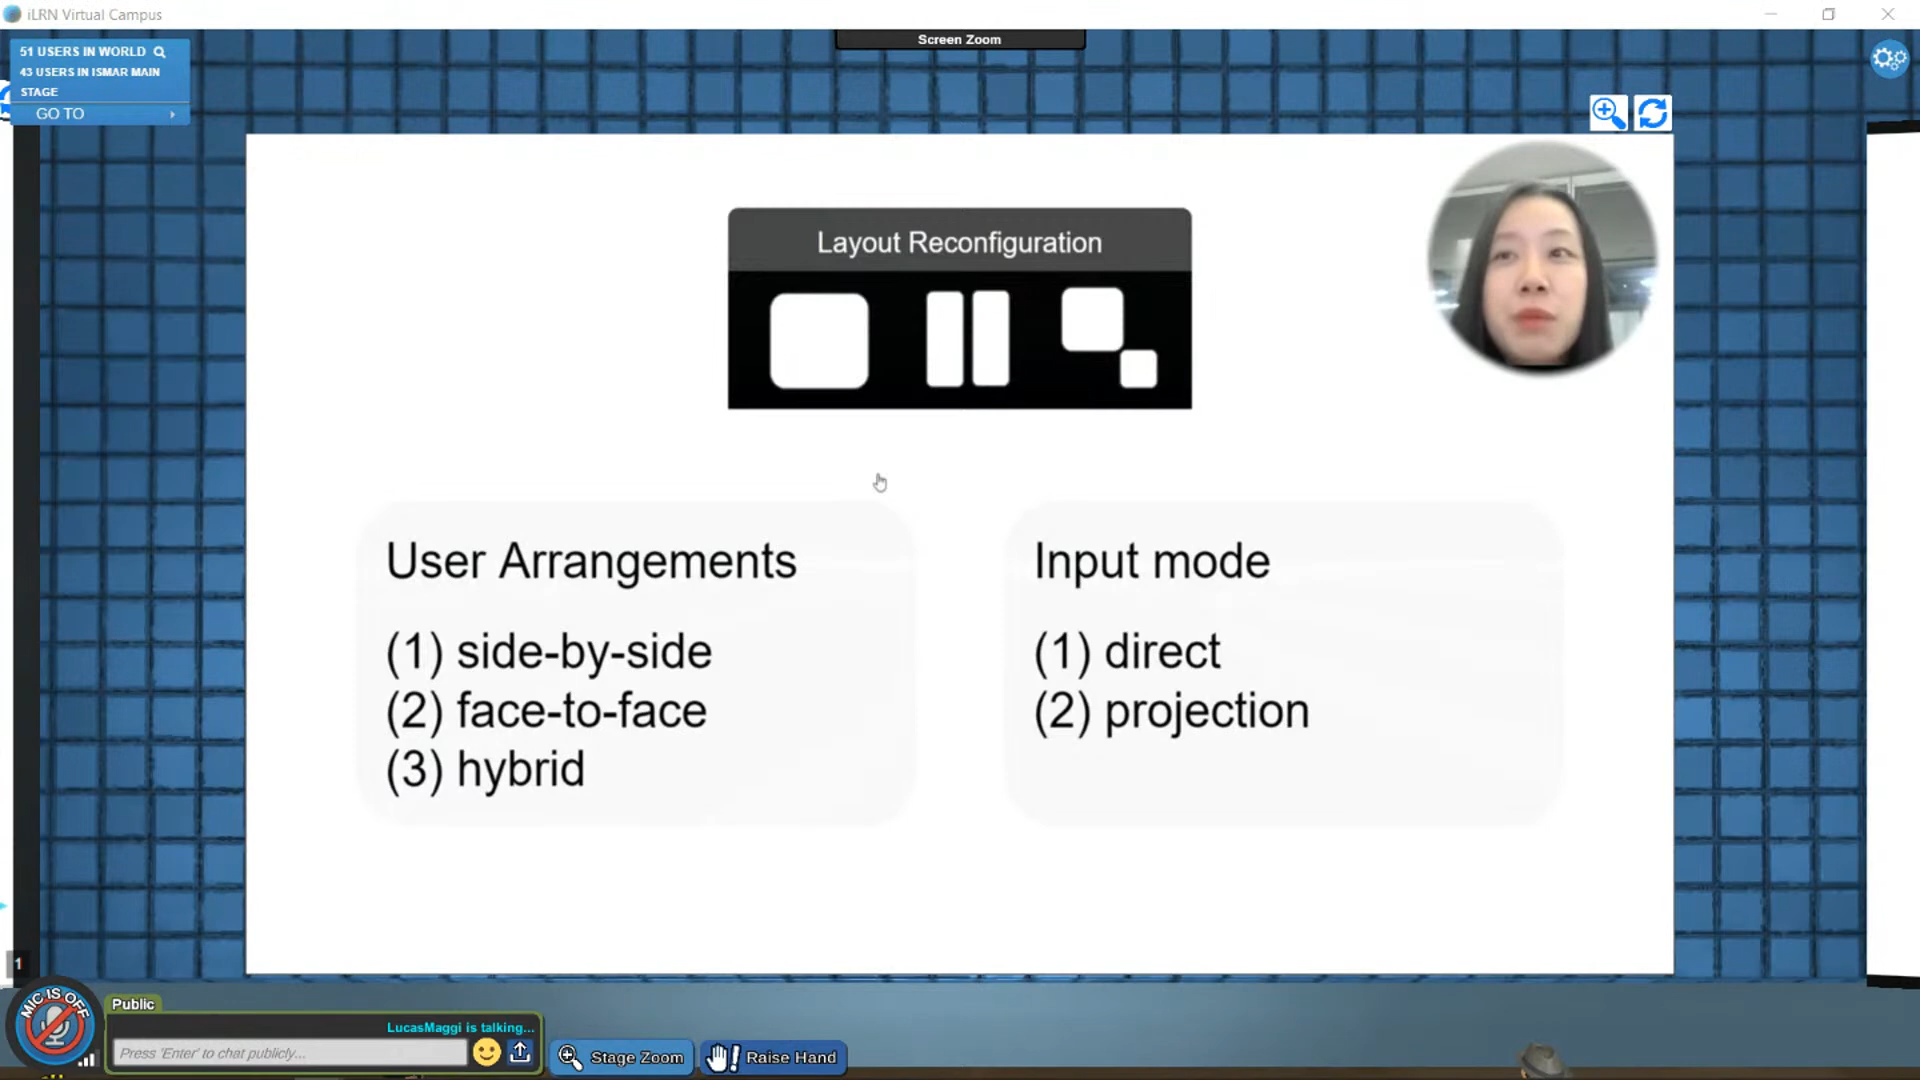 iLRN Virtual Campus
51 USERS IN WORLD
43 USERS IN ISMAR MAIN
STAGE
GO TO
Screen Zoom
Layout Reconfiguration
User Arrangements
(1) side-by-side
(2) face-to-face
(3) hybrid
Input mode
(1) direct
(2) projection
1
MIC IS OFF
Public
LucasMaggi is talking...
Press 'Enter' to chat publicly...
Stage Zoom
Raise Hand